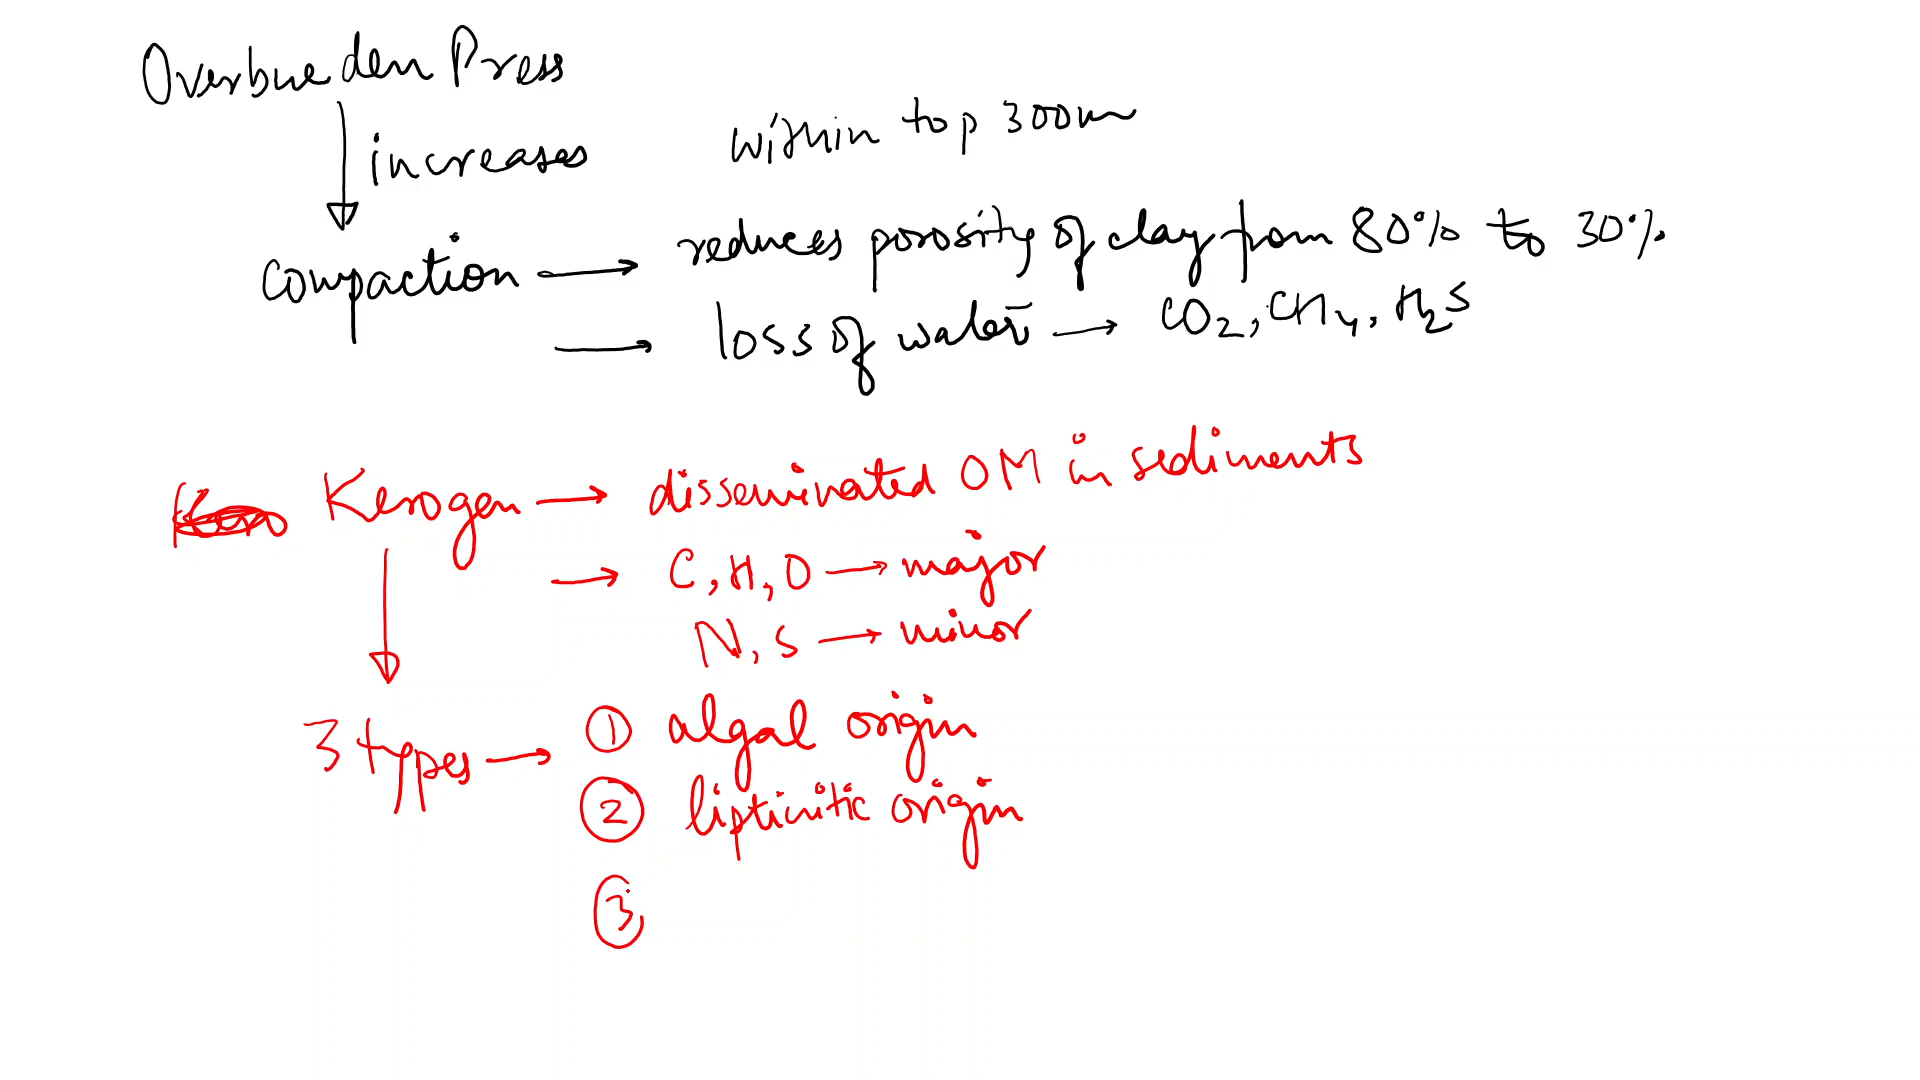 Overburden Press
↓ increases
within top 300m
Compaction → reduces porosity of clay from 80% to 30%.
→ loss of water → CO2, CH4, H2S
Kerogen → disseminated OM in sediments
→ C, H, O → major
N, S → minor
3 types → ① algal origin
② liptinitic origin
③